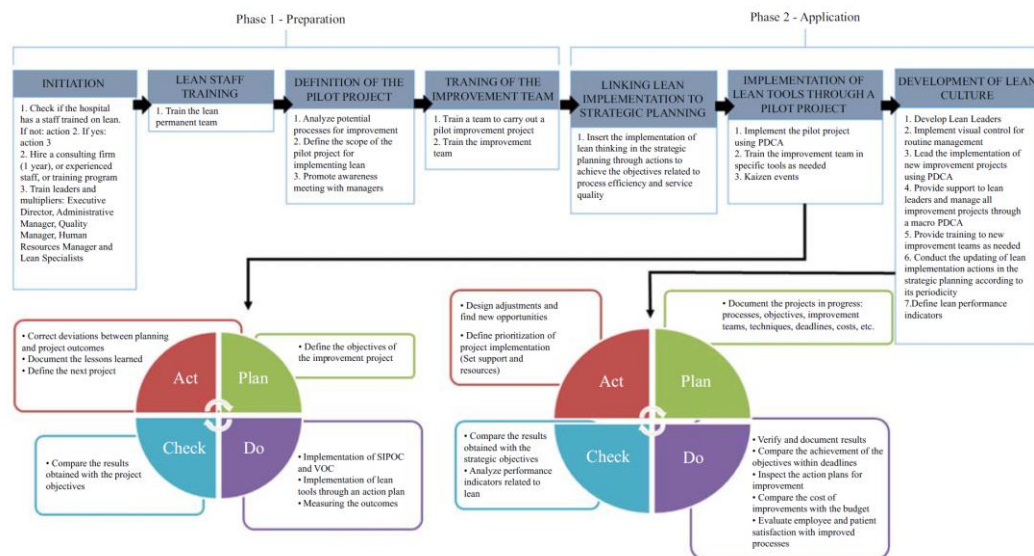 Phase 1 - Preparation
Phase 2 - Application
INITIATION
1. Check if the hospital
has a staff trained on lean.
If not: action 2. If yes:
action 3
2. Hire a consulting firm
(1 year), or experienced
staff, or training program
3. Train leaders and
multipliers: Executive
Director, Administrative
Manager, Quality
Manager, Human
Resources Manager and
Lean Specialists
LEAN STAFF
TRAINING
1. Train the lean
permanent team
DEFINITION OF THE
PILOT PROJECT
1. Analyze potential
processes for improvement
2. Define the scope of the
pilot project for
implementing lean
3. Promote awareness
meeting with managers
TRANING OF THE
IMPROVEMENT TEAM
1. Train a team to carry out a
pilot improvement project
2. Train the improvement
team
LINKING LEAN
IMPLEMENTATION TO
STRATEGIC PLANNING
1. Insert the implementation of
lean thinking in the strategic
planning through actions to
achieve the objectives related to
process efficiency and service
quality
IMPLEMENTATION OF
LEAN TOOLS THROUGH A
PILOT PROJECT
1. Implement the pilot project
using PDCA
2. Train the improvement team in
specific tools as needed
3. Kaizen events
DEVELOPMENT OF LEAN
CULTURE
1. Develop Lean Leaders
2. Implement visual control for
routine management
3. Lead the implementation of
new improvement projects
using PDCA
4. Provide support to lean
leaders and manage all
improvement projects through
a macro PDCA
5. Provide training to new
improvement teams as needed
6. Conduct the updating of lean
implementation actions in the
strategic planning according to
its periodicity
7.Define lean performance
indicators
• Correct deviations between planning
and project outcomes
• Document the lessons learned
• Define the next project
Act
Plan
• Define the objectives of
the improvement project
Check
Do
• Compare the results
obtained with the project
objectives
• Implementation of SIPOC
and VOC
• Implementation of lean
tools through an action plan
• Measuring the outcomes
• Design adjustments and
find new opportunities
• Define prioritization of
project implementation
(Set support and
resources)
Act
Plan
• Document the projects in progress:
processes, objectives, improvement
teams, techniques, deadlines, costs, etc.
Check
Do
• Compare the results
obtained with the
strategic objectives
• Analyze performance
indicators related to
lean
• Verify and document results
• Compare the achievement of the
objectives within deadlines
• Inspect the action plans for
improvement
• Compare the cost of
improvements with the budget
• Evaluate employee and patient
satisfaction with improved
processes